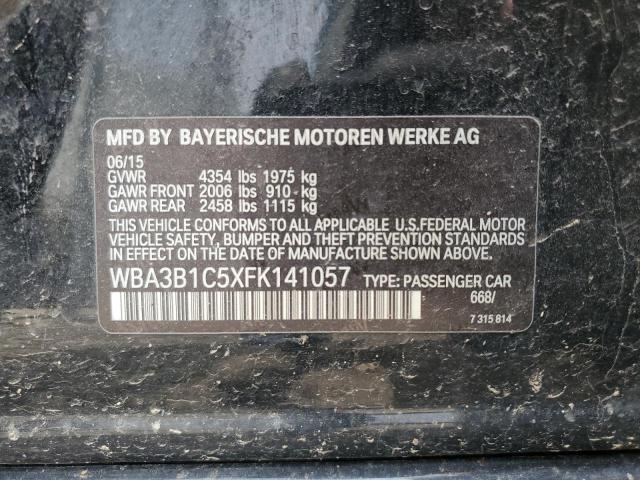 MFD BY BAYERISCHE MOTOREN WERKE AG
06/15
GVWR 4354 lbs 1975 kg
GAWR FRONT 2006 lbs 910 kg
GAWR REAR 2458 lbs 1115 kg
THIS VEHICLE CONFORMS TO ALL APPLICABLE U.S.FEDERAL MOTOR
VEHICLE SAFETY, BUMPER AND THEFT PREVENTION STANDARDS
IN EFFECT ON THE DATE OF MANUFACTURE SHOWN ABOVE.
WBA3B1C5XFK141057 TYPE: PASSENGER CAR
668/
7 315 814